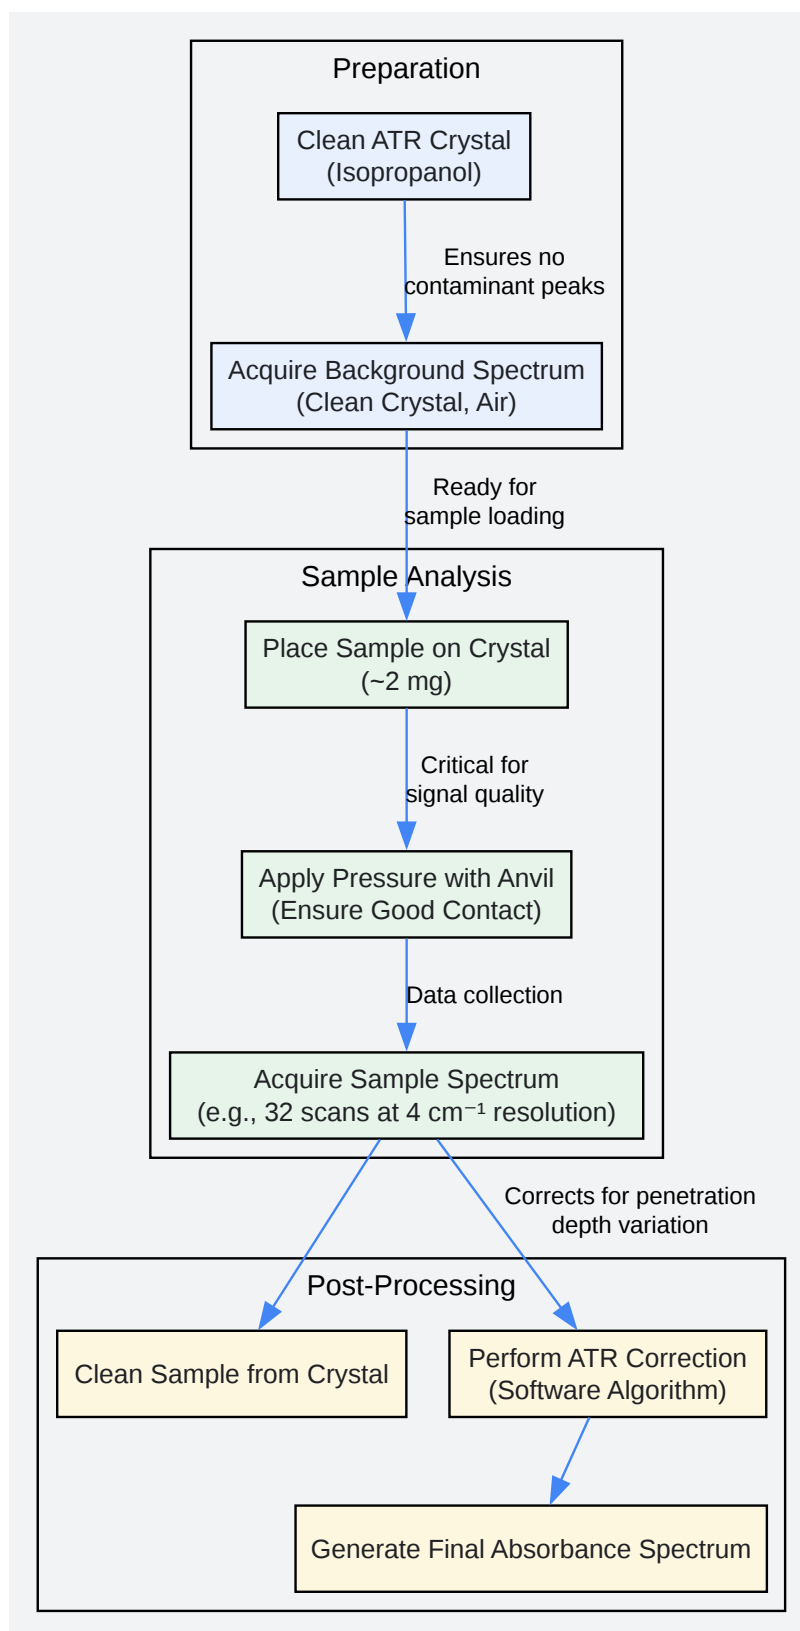 Preparation
Clean ATR Crystal
(Isopropanol)
Ensures no
contaminant peaks
Acquire Background Spectrum
(Clean Crystal, Air)
Ready for
sample loading
Sample Analysis
Place Sample on Crystal
(~2 mg)
Critical for
signal quality
Apply Pressure with Anvil
(Ensure Good Contact)
Data collection
Acquire Sample Spectrum
(e.g., 32 scans at 4 cm⁻¹ resolution)
Corrects for penetration
depth variation
Post-Processing
Clean Sample from Crystal
Perform ATR Correction
(Software Algorithm)
Generate Final Absorbance Spectrum